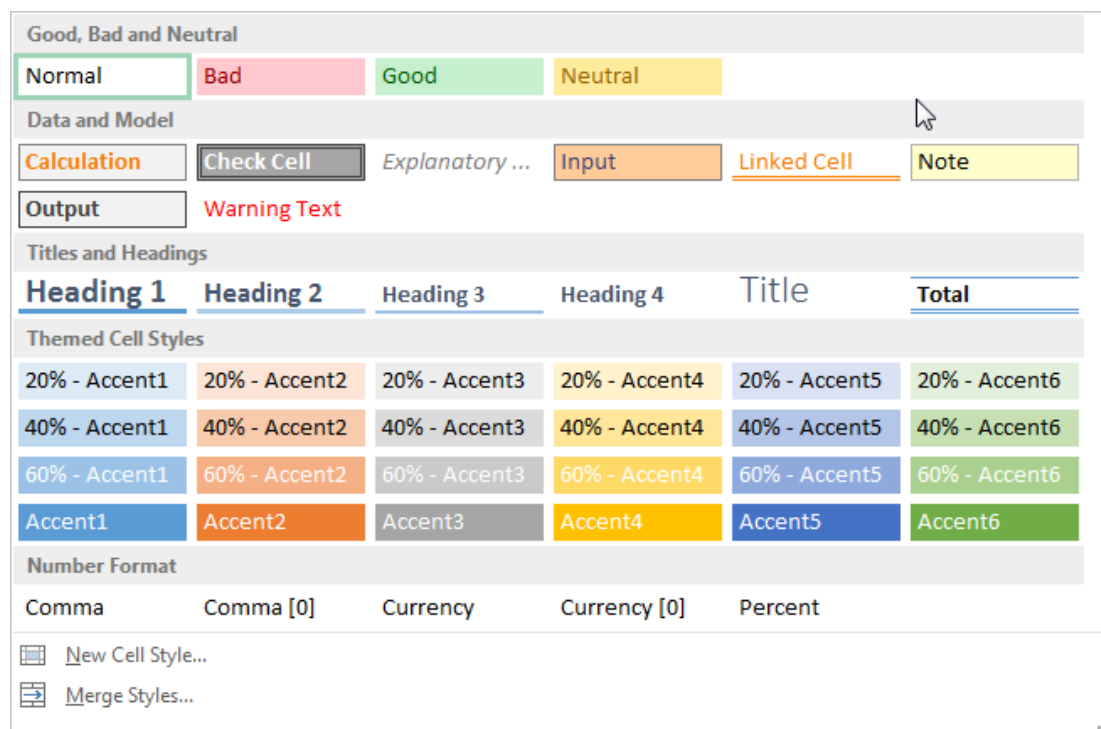 Good, Bad and Neutral
Normal Bad Good Neutral
Data and Model
Calculation Check Cell Explanatory ... Input Linked Cell Note
Output Warning Text
Titles and Headings
Heading 1 Heading 2 Heading 3 Heading 4 Title Total
Themed Cell Styles
20% - Accent1 20% - Accent2 20% - Accent3 20% - Accent4 20% - Accent5 20% - Accent6
40% - Accent1 40% - Accent2 40% - Accent3 40% - Accent4 40% - Accent5 40% - Accent6
60% - Accent1 60% - Accent2 60% - Accent3 60% - Accent4 60% - Accent5 60% - Accent6
Accent1 Accent2 Accent3 Accent4 Accent5 Accent6
Number Format
Comma Comma [0] Currency Currency [0] Percent
New Cell Style...
Merge Styles...